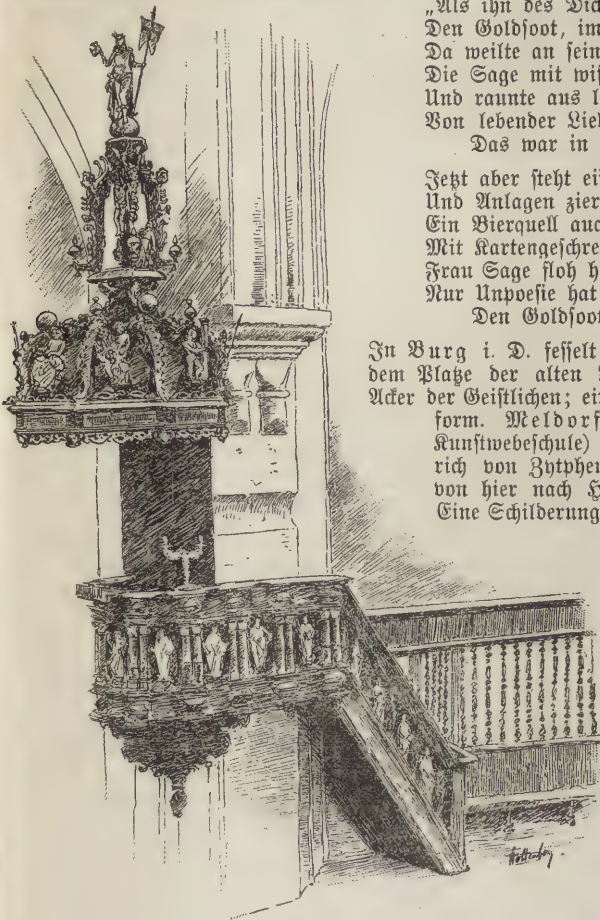 „Als ihn des Dich
Den Goldsoot, im
Da weilte an sein
Die Sage mit wis
Und raunte aus l
Von lebender Lieb
Das war in
Jetzt aber steht ei
Und Anlagen zier
Ein Bierquell auc
Mit Kartengeschre
Frau Sage floh h
Nur Unpoesie hat
Den Goldsoot
In Burg i. D. fesselt
dem Platze der alten
Acker der Geistlichen; ei
form. Meldorf
Kunstwebeschule)
rich von Zytphen
von hier nach H
Eine Schilderung